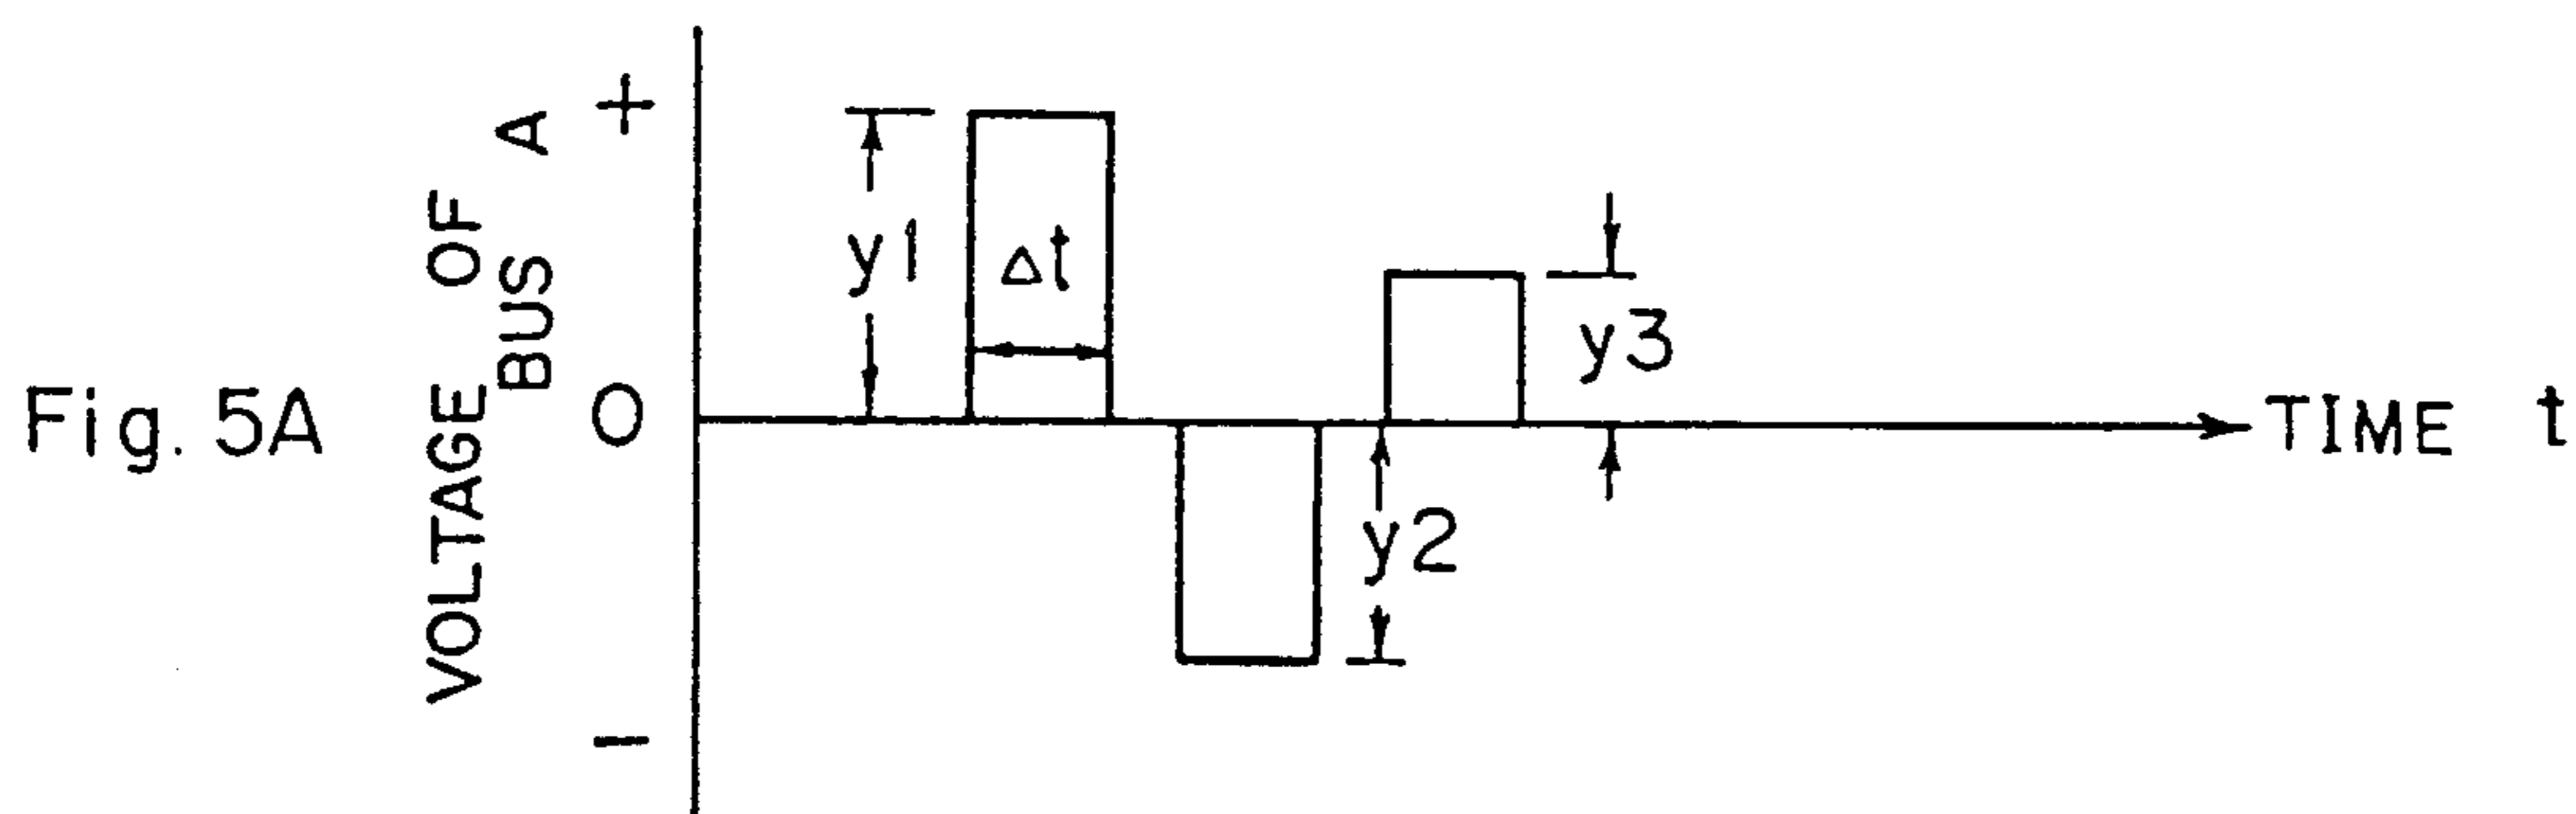 Fig. 5A
VOLTAGE OF
BUS A
+
0
−
y1
Δt
y2
y3
TIME t